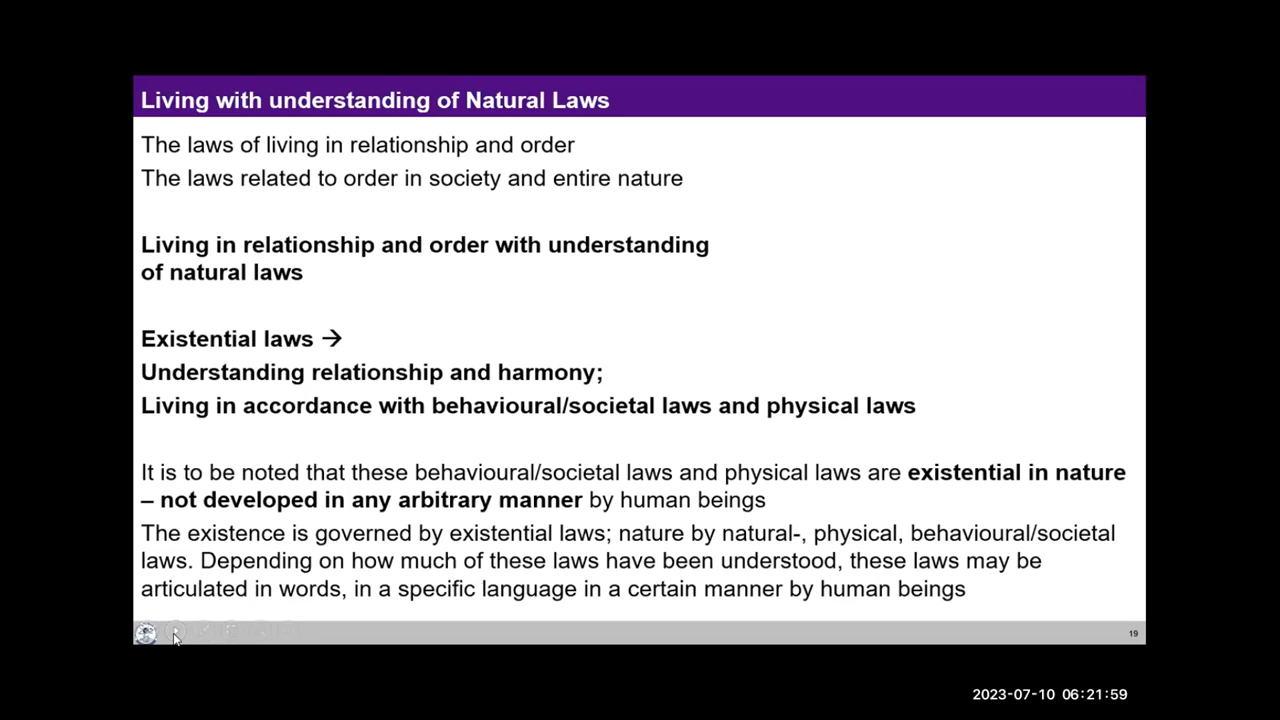 Living with understanding of Natural Laws
The laws of living in relationship and order
The laws related to order in society and entire nature
Living in relationship and order with understanding
of natural laws
Existential laws →
Understanding relationship and harmony;
Living in accordance with behavioural/societal laws and physical laws
It is to be noted that these behavioural/societal laws and physical laws are existential in nature
– not developed in any arbitrary manner by human beings
The existence is governed by existential laws; nature by natural-, physical, behavioural/societal
laws. Depending on how much of these laws have been understood, these laws may be
articulated in words, in a specific language in a certain manner by human beings
19
2023-07-10 06:21:59